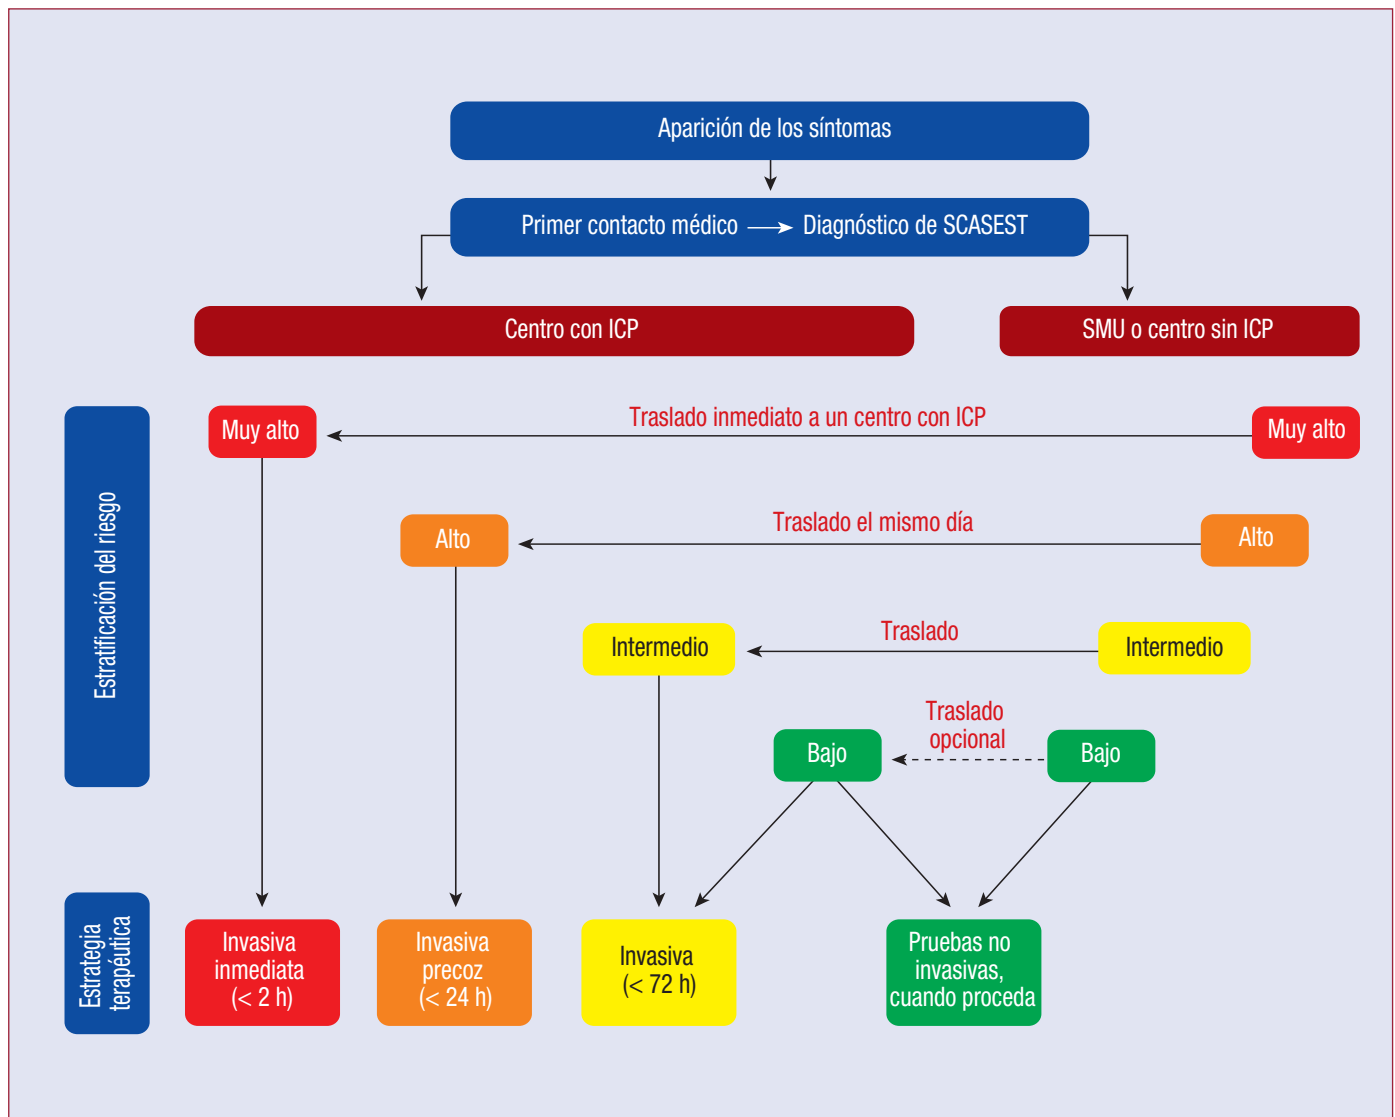 Aparición de los síntomas
Primer contacto médico → Diagnóstico de SCASEST
Centro con ICP
SMU o centro sin ICP
Estratificación del riesgo
Muy alto
Traslado inmediato a un centro con ICP
Muy alto
Alto
Traslado el mismo día
Alto
Intermedio
Traslado
Intermedio
Bajo
Traslado
opcional
Bajo
Estrategia
terapéutica
Invasiva
inmediata
(< 2 h)
Invasiva
precoz
(< 24 h)
Invasiva
(< 72 h)
Pruebas no
invasivas,
cuando proceda